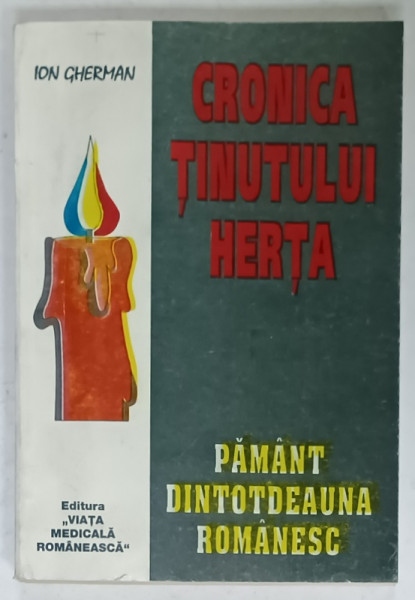 ION GHERMAN
CRONICA
ȚINUTULUI
HERȚA
PĂMÂNT
DINTOTDEAUNA
ROMÂNESC
Editura
„VIAȚA
MEDICALĂ
ROMÂNEASCĂ“